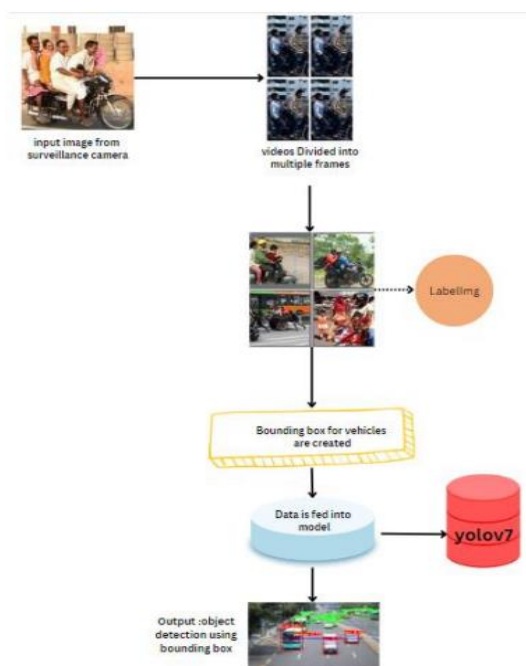 input image from
surveillance camera
videos Divided into
multiple frames
LabelImg
Bounding box for vehicles
are created
Data is fed into
model
yolov7
Output :object
detection using
bounding box